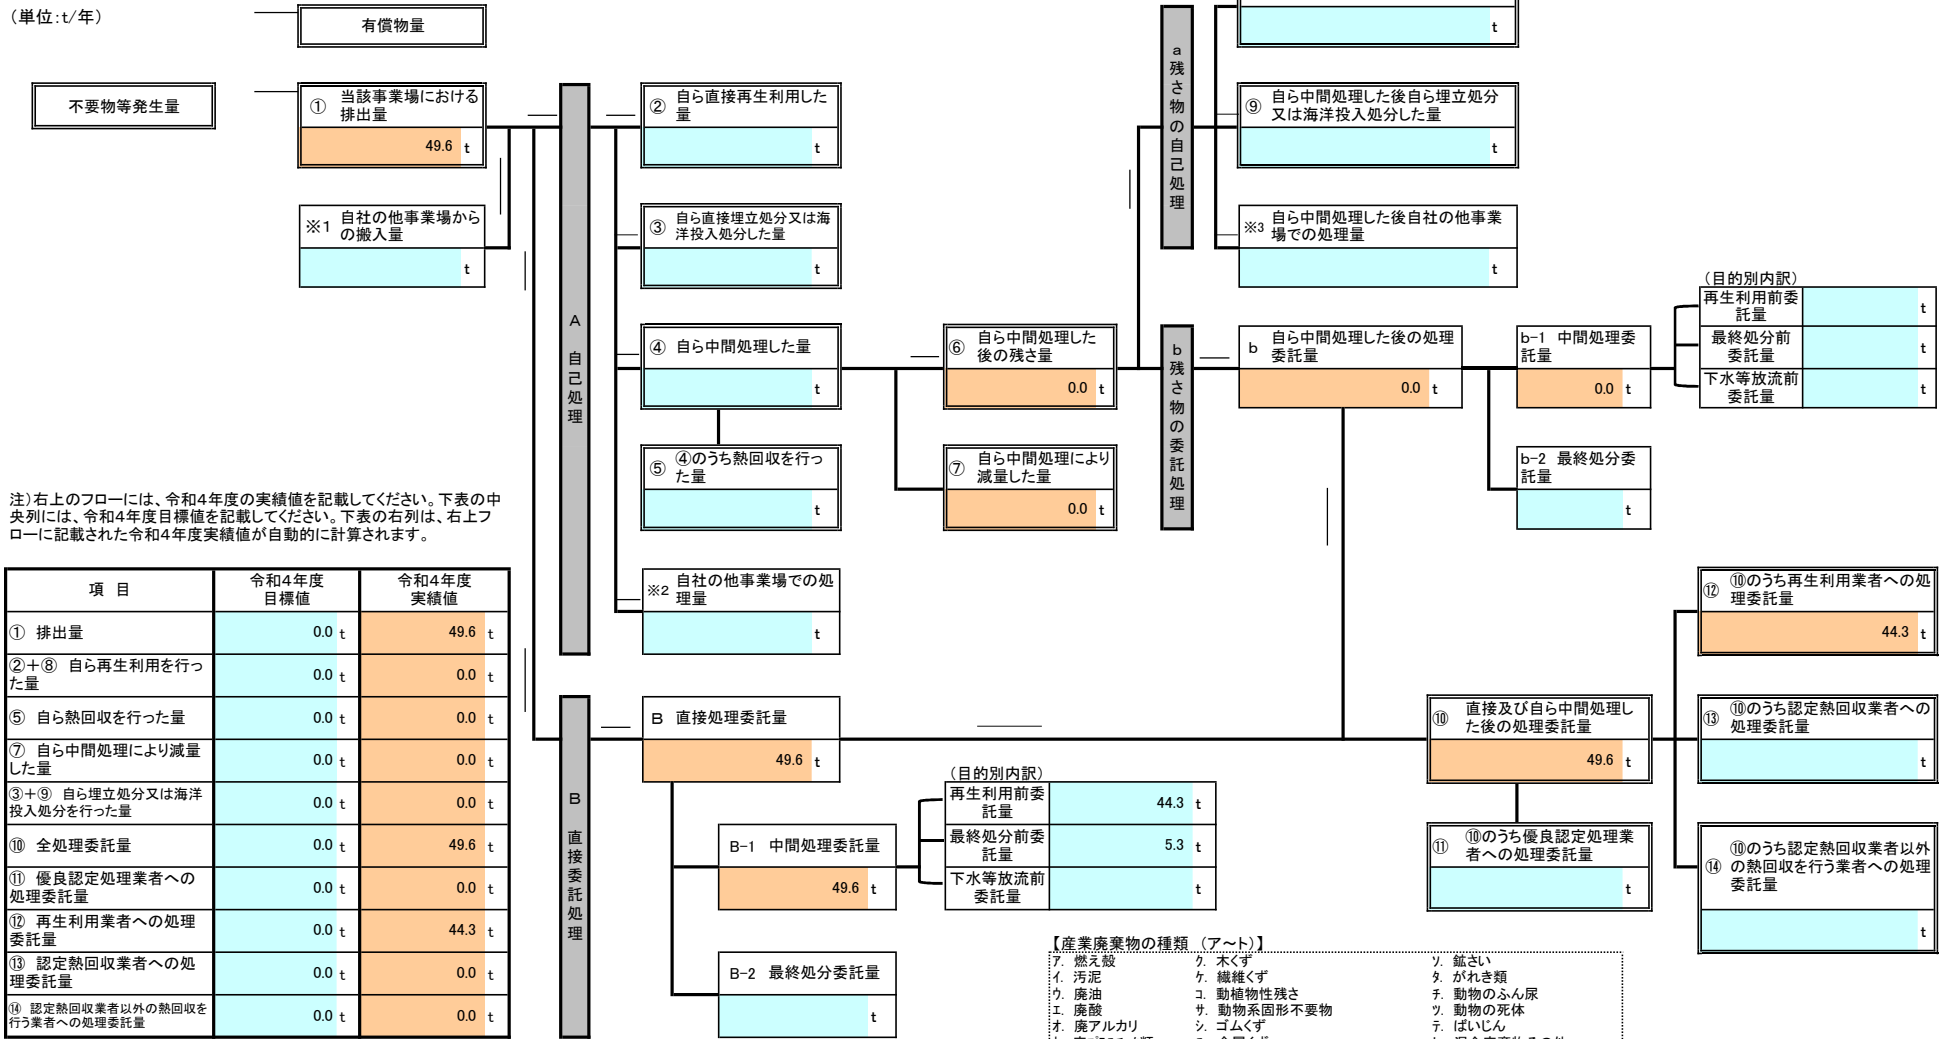 (単位:t/年)
有償物量
t
不要物等発生量
① 当該事業場における
排出量
49.6 t
※1 自社の他事業場から
の搬入量
t
A 自己処理
② 自ら直接再生利用した
量
t
③ 自ら直接埋立処分又は海
洋投入処分した量
t
④ 自ら中間処理した量
t
⑤ ④のうち熱回収を行っ
た量
t
※2 自社の他事業場での処
理量
t
⑥ 自ら中間処理した
後の残さ量
0.0 t
⑦ 自ら中間処理により
減量した量
0.0 t
a 残さ物の自己処理
⑨ 自ら中間処理した後自ら埋立処分
又は海洋投入処分した量
t
※3 自ら中間処理した後自社の他事業
場での処理量
t
b 残さ物の委託処理
b 自ら中間処理した後の処理
委託量
0.0 t
b-1 中間処理委
託量
0.0 t
b-2 最終処分委
託量
t
(目的別内訳)
再生利用前委
託量
t
最終処分前
委託量
t
下水等放流前
委託量
t
注)右上のフローには、令和4年度の実績値を記載してください。下表の中
央列には、令和4年度目標値を記載してください。下表の右列は、右上フ
ローに記載された令和4年度実績値が自動的に計算されます。
項 目
令和4年度
目標値
令和4年度
実績値
① 排出量
0.0 t
49.6 t
②+⑧ 自ら再生利用を行っ
た量
0.0 t
0.0 t
⑤ 自ら熱回収を行った量
0.0 t
0.0 t
⑦ 自ら中間処理により減量
した量
0.0 t
0.0 t
③+⑨ 自ら埋立処分又は海洋
投入処分を行った量
0.0 t
0.0 t
⑩ 全処理委託量
0.0 t
49.6 t
⑪ 優良認定処理業者への
処理委託量
0.0 t
0.0 t
⑫ 再生利用業者への処理
委託量
0.0 t
44.3 t
⑬ 認定熱回収業者への処
理委託量
0.0 t
0.0 t
⑭ 認定熱回収業者以外の熱回収を
行う業者への処理委託量
0.0 t
0.0 t
B 直接委託処理
B 直接処理委託量
49.6 t
B-1 中間処理委託量
49.6 t
B-2 最終処分委託量
t
(目的別内訳)
再生利用前委
託量
44.3 t
最終処分前委
託量
5.3 t
下水等放流前
委託量
t
⑩ 直接及び自ら中間処理し
た後の処理委託量
49.6 t
⑪ ⑩のうち優良認定処理業
者への処理委託量
t
⑫ ⑩のうち再生利用業者への処
理委託量
44.3 t
⑬ ⑩のうち認定熱回収業者への
処理委託量
t
⑭ ⑩のうち認定熱回収業者以外
の熱回収を行う業者への処理
委託量
t
【産業廃棄物の種類 (ア~ト)】
ア. 燃え殻 ク. 木くず ソ. 鉱さい
イ. 汚泥 ケ. 繊維くず タ. がれき類
ウ. 廃油 コ. 動植物性残さ チ. 動物のふん尿
エ. 廃酸 サ. 動物系固形不要物 ツ. 動物の死体
オ. 廃アルカリ シ. ゴムくず テ. ばいじん